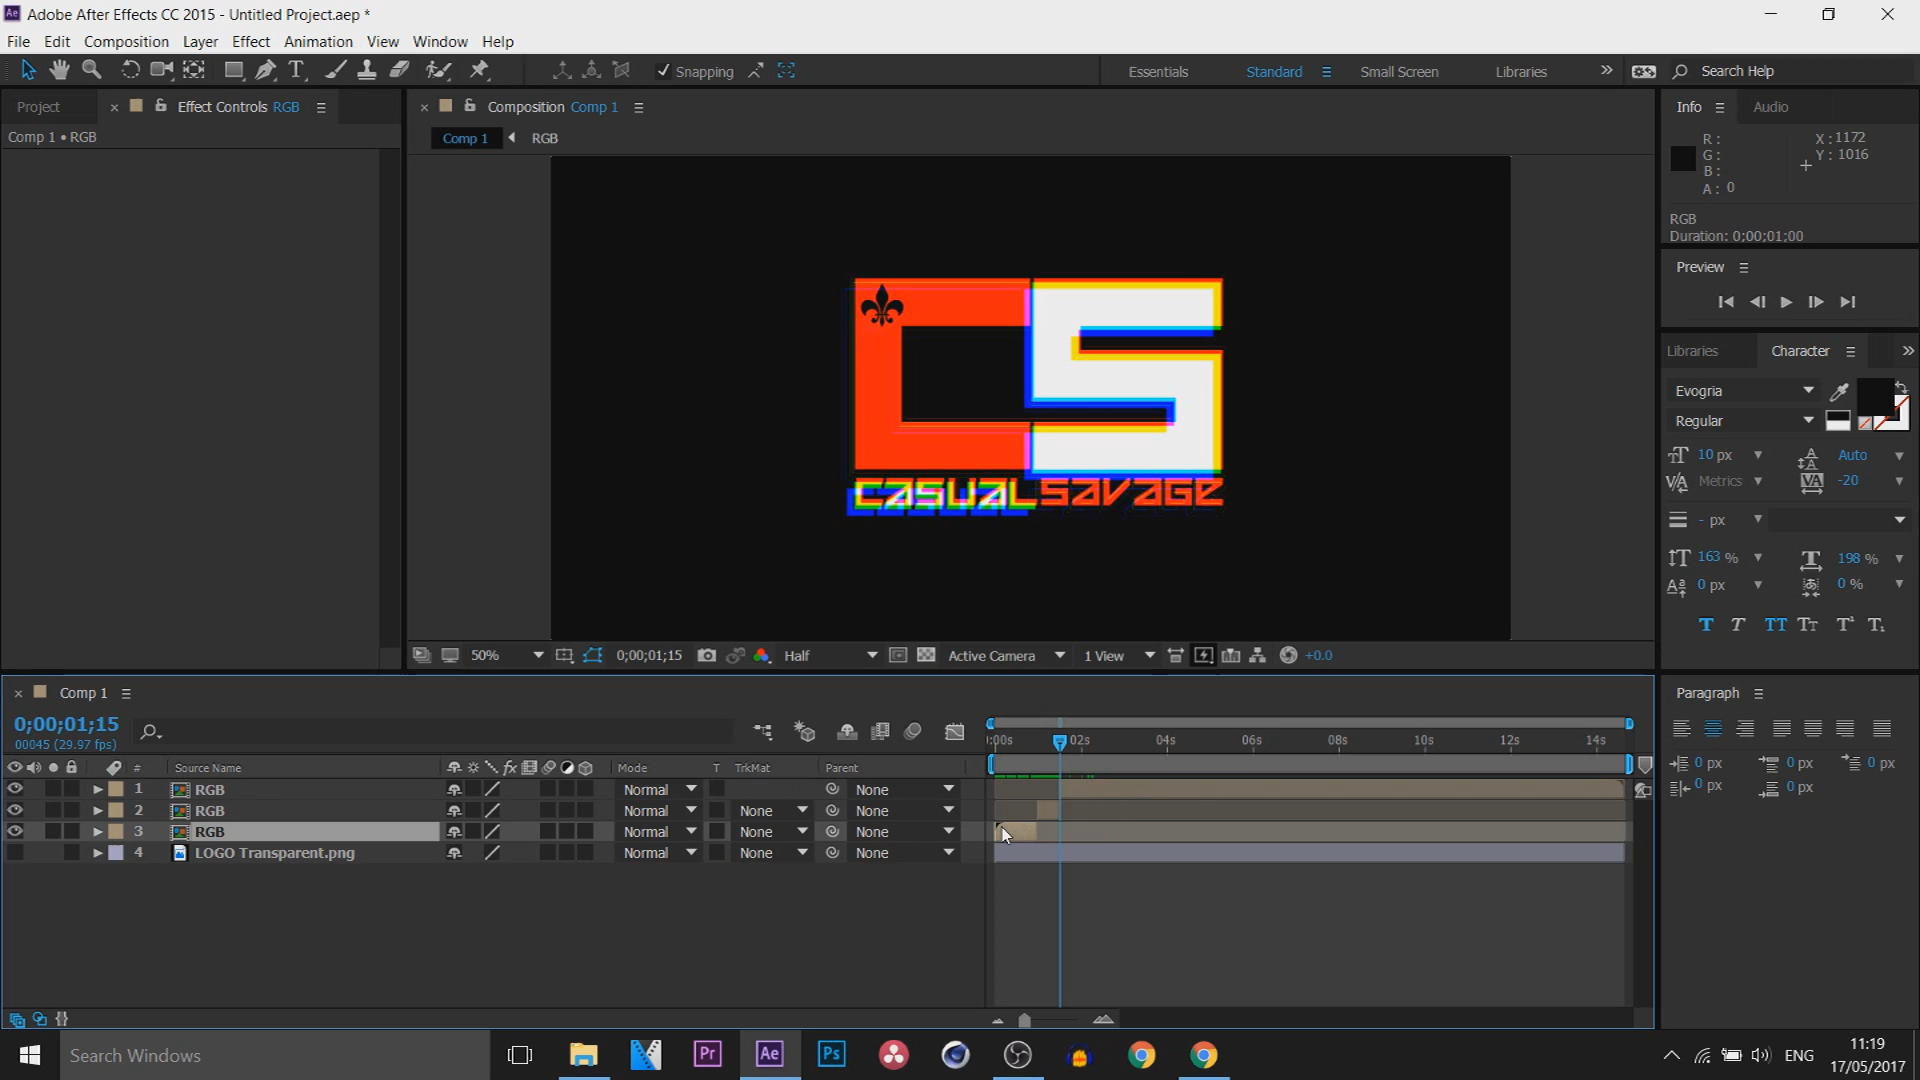 Adobe After Effects CC 2015 - Untitled Project.aep *
File Edit Composition Layer Effect Animation View Window Help
Snapping Essentials Standard Small Screen Libraries Search Help
Project Effect Controls RGB Composition Comp 1 Info Audio
Comp 1 • RGB Comp 1 RGB
R : X : 1172
G : Y : 1016
B :
A : 0
RGB
Duration: 0;00;01;00
Preview
CS
CASUALSAVAGE
Libraries Character
Evogria
Regular
10 px Auto
Metrics -20
- px
163 % 198 %
0 px 0 %
50% 0;00;01;15 Half Active Camera 1 View +0.0
Comp 1 Paragraph
0;00;01;15
00045 (29.97 fps)
:00s 02s 04s 06s 08s 10s 12s 14s
0 px 0 px 0 px
0 px 0 px
# Source Name Mode T TrkMat Parent
1 RGB Normal None
2 RGB Normal None None
3 RGB Normal None None
4 LOGO Transparent.png Normal None None
Search Windows Pr Ae Ps ENG 11:19
17/05/2017